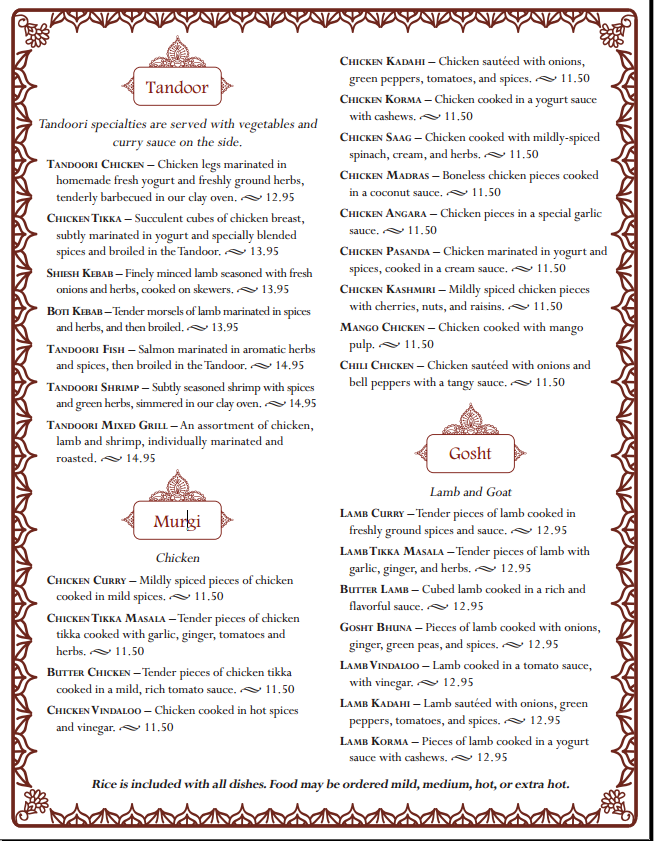 Tandoor
Tandoori specialties are served with vegetables and
curry sauce on the side.
Tandoori Chicken – Chicken legs marinated in
homemade fresh yogurt and freshly ground herbs,
tenderly barbecued in our clay oven. 12.95
Chicken Tikka – Succulent cubes of chicken breast,
subtly marinated in yogurt and specially blended
spices and broiled in the Tandoor. 13.95
Shiesh Kebab – Finely minced lamb seasoned with fresh
onions and herbs, cooked on skewers. 13.95
Boti Kebab – Tender morsels of lamb marinated in spices
and herbs, and then broiled. 13.95
Tandoori Fish – Salmon marinated in aromatic herbs
and spices, then broiled in the Tandoor. 14.95
Tandoori Shrimp – Subtly seasoned shrimp with spices
and green herbs, simmered in our clay oven. 14.95
Tandoori Mixed Grill – An assortment of chicken,
lamb and shrimp, individually marinated and
roasted. 14.95
Murgi
Chicken
Chicken Curry – Mildly spiced pieces of chicken
cooked in mild spices. 11.50
Chicken Tikka Masala – Tender pieces of chicken
tikka cooked with garlic, ginger, tomatoes and
herbs. 11.50
Butter Chicken – Tender pieces of chicken tikka
cooked in a mild, rich tomato sauce. 11.50
Chicken Vindaloo – Chicken cooked in hot spices
and vinegar. 11.50
Chicken Kadahi – Chicken sautéed with onions,
green peppers, tomatoes, and spices. 11.50
Chicken Korma – Chicken cooked in a yogurt sauce
with cashews. 11.50
Chicken Saag – Chicken cooked with mildly-spiced
spinach, cream, and herbs. 11.50
Chicken Madras – Boneless chicken pieces cooked
in a coconut sauce. 11.50
Chicken Angara – Chicken pieces in a special garlic
sauce. 11.50
Chicken Pasanda – Chicken marinated in yogurt and
spices, cooked in a cream sauce. 11.50
Chicken Kashmiri – Mildly spiced chicken pieces
with cherries, nuts, and raisins. 11.50
Mango Chicken – Chicken cooked with mango
pulp. 11.50
Chili Chicken – Chicken sautéed with onions and
bell peppers with a tangy sauce. 11.50
Gosht
Lamb and Goat
Lamb Curry – Tender pieces of lamb cooked in
freshly ground spices and sauce. 12.95
Lamb Tikka Masala – Tender pieces of lamb with
garlic, ginger, and herbs. 12.95
Butter Lamb – Cubed lamb cooked in a rich and
flavorful sauce. 12.95
Gosht Bhuna – Pieces of lamb cooked with onions,
ginger, green peas, and spices. 12.95
Lamb Vindaloo – Lamb cooked in a tomato sauce,
with vinegar. 12.95
Lamb Kadahi – Lamb sautéed with onions, green
peppers, tomatoes, and spices. 12.95
Lamb Korma – Pieces of lamb cooked in a yogurt
sauce with cashews. 12.95
Rice is included with all dishes. Food may be ordered mild, medium, hot, or extra hot.